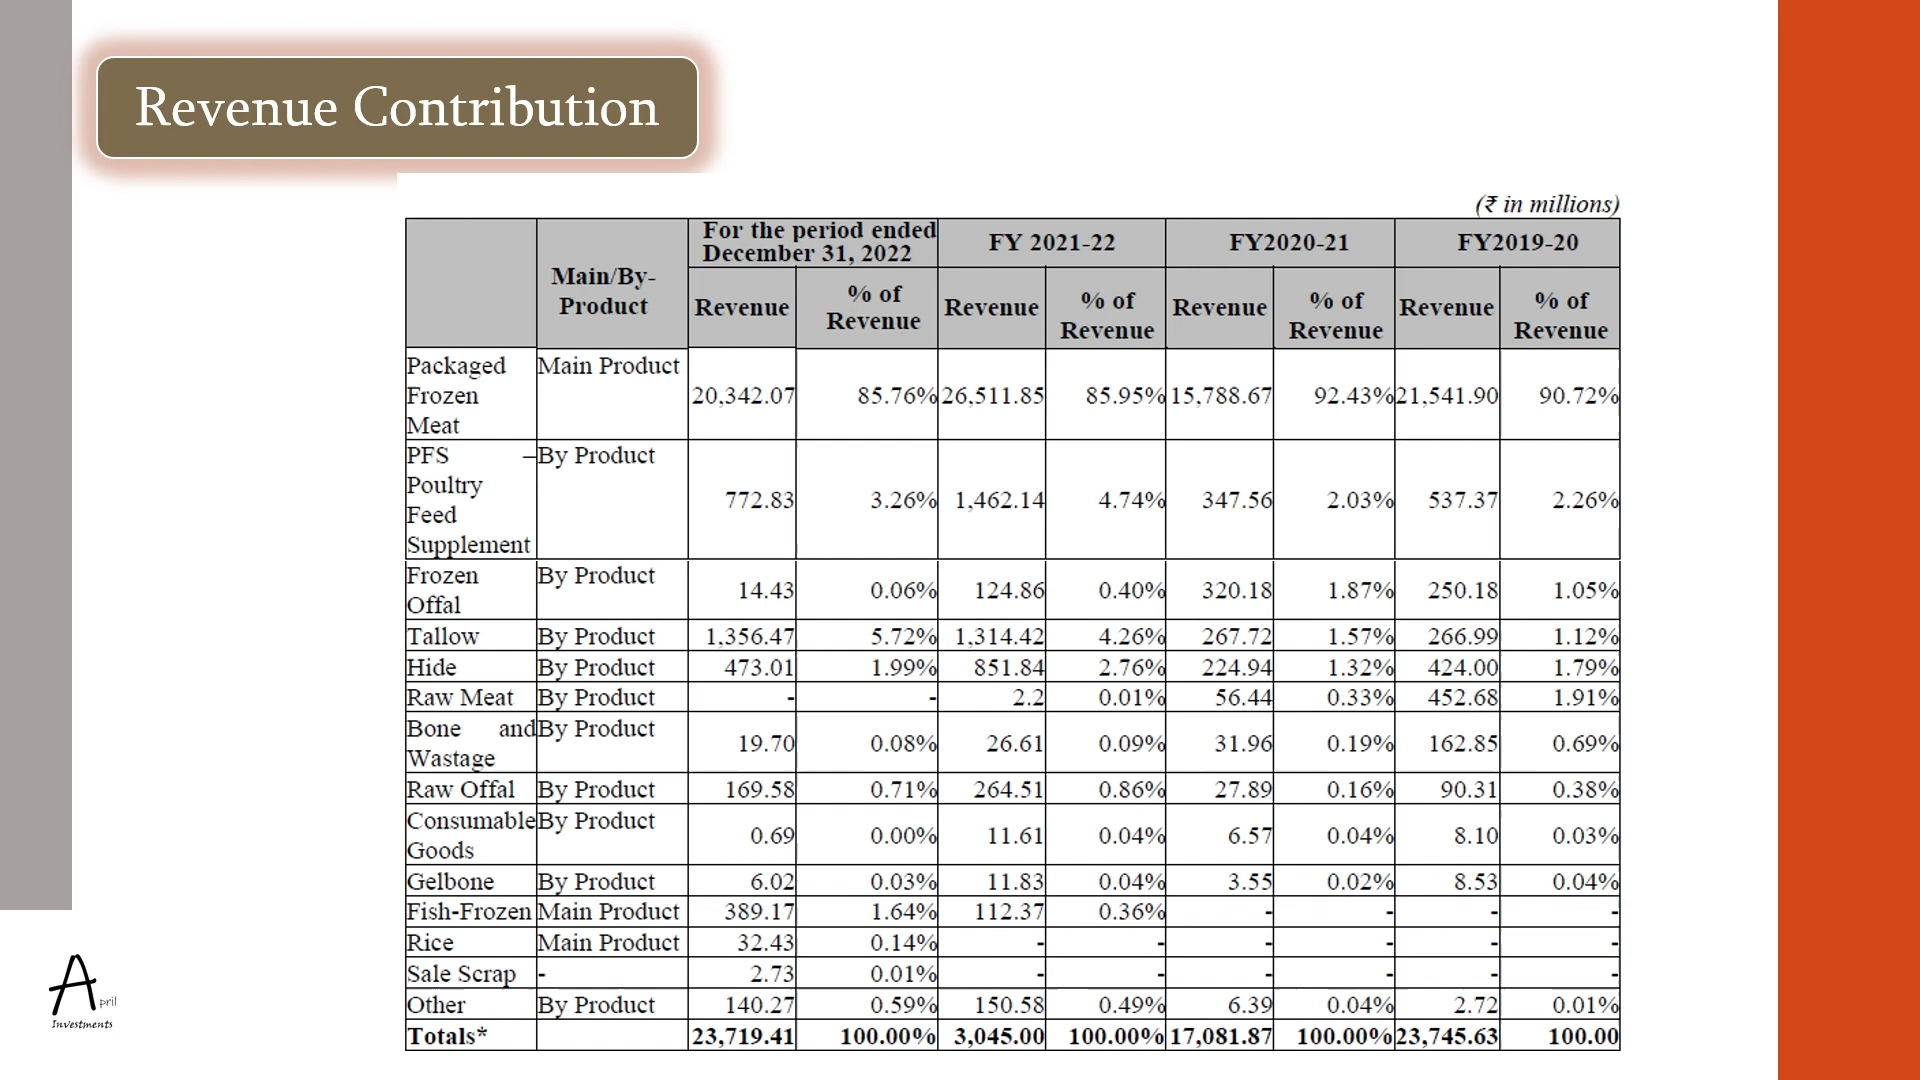 Revenue Contribution
(₹ in millions)
Main/By-Product For the period ended December 31, 2022 FY 2021-22 FY2020-21 FY2019-20
Revenue % of Revenue Revenue % of Revenue Revenue % of Revenue Revenue % of Revenue
Packaged Frozen Meat Main Product 20,342.07 85.76% 26,511.85 85.95% 15,788.67 92.43% 21,541.90 90.72%
PFS – Poultry Feed Supplement By Product 772.83 3.26% 1,462.14 4.74% 347.56 2.03% 537.37 2.26%
Frozen Offal By Product 14.43 0.06% 124.86 0.40% 320.18 1.87% 250.18 1.05%
Tallow By Product 1,356.47 5.72% 1,314.42 4.26% 267.72 1.57% 266.99 1.12%
Hide By Product 473.01 1.99% 851.84 2.76% 224.94 1.32% 424.00 1.79%
Raw Meat By Product - - 2.2 0.01% 56.44 0.33% 452.68 1.91%
Bone and Wastage By Product 19.70 0.08% 26.61 0.09% 31.96 0.19% 162.85 0.69%
Raw Offal By Product 169.58 0.71% 264.51 0.86% 27.89 0.16% 90.31 0.38%
Consumable Goods By Product 0.69 0.00% 11.61 0.04% 6.57 0.04% 8.10 0.03%
Gelbone By Product 6.02 0.03% 11.83 0.04% 3.55 0.02% 8.53 0.04%
Fish-Frozen Main Product 389.17 1.64% 112.37 0.36% - - - -
Rice Main Product 32.43 0.14% - - - - - -
Sale Scrap - 2.73 0.01% - - - - - -
Other By Product 140.27 0.59% 150.58 0.49% 6.39 0.04% 2.72 0.01%
Totals* 23,719.41 100.00% 3,045.00 100.00% 17,081.87 100.00% 23,745.63 100.00
April
Investments